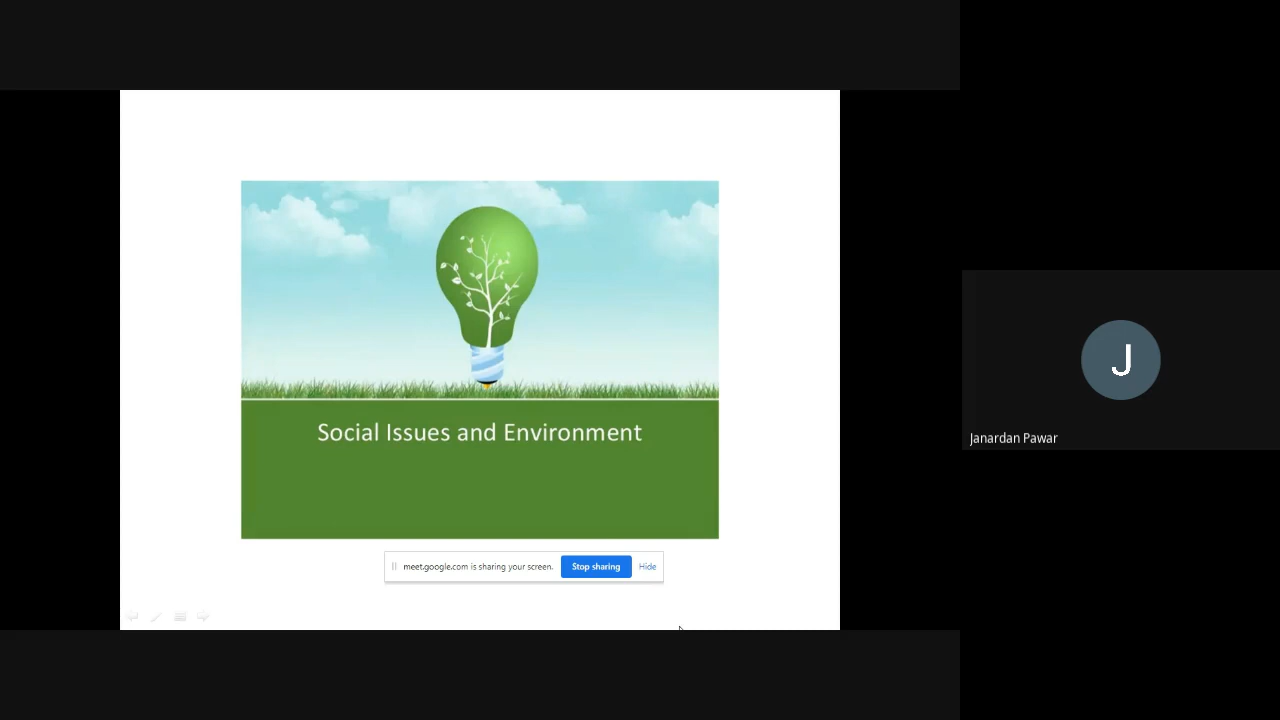 Social Issues and Environment
meet.google.com is sharing your screen. Stop sharing Hide
J
Janardan Pawar